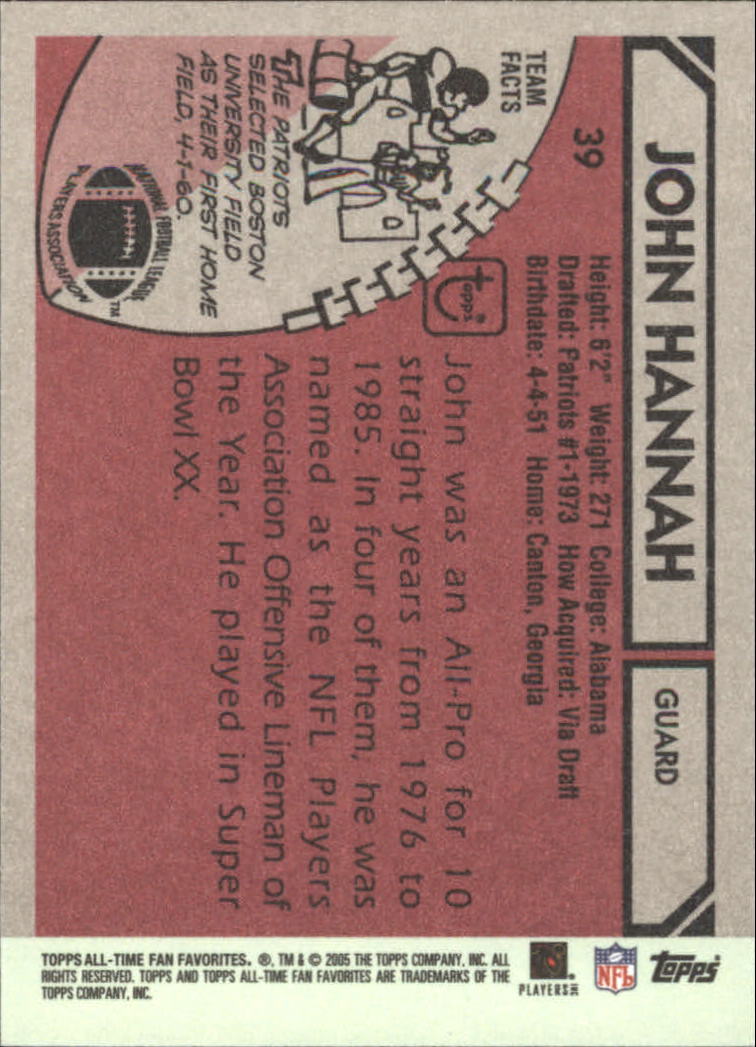 JOHN HANNAH
GUARD
39
Height: 6'2" Weight: 271 College: Alabama
Drafted: Patriots #1-1973 How Acquired: Via Draft
Birthdate: 4-4-51 Home: Canton, Georgia
TEAM
FACTS
THE PATRIOTS
SELECTED BOSTON
UNIVERSITY FIELD
AS THEIR FIRST HOME
FIELD, 4-1-60.
NATIONAL FOOTBALL LEAGUE
PLAYERS ASSOCIATION
TM
Topps
John was an All-Pro for 10
straight years from 1976 to
1985. In four of them, he was
named as the NFL Players
Association Offensive Lineman of
the Year. He played in Super
Bowl XX.
TOPPS ALL-TIME FAN FAVORITES. ®, TM & © 2005 THE TOPPS COMPANY, INC. ALL
RIGHTS RESERVED. TOPPS AND TOPPS ALL-TIME FAN FAVORITES ARE TRADEMARKS OF THE
TOPPS COMPANY, INC.
PLAYERS INC
NFL
Topps